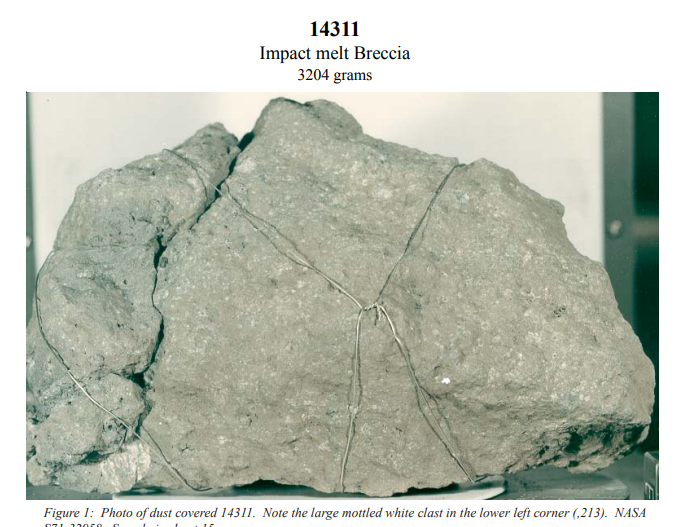 14311
Impact melt Breccia
3204 grams
Figure 1: Photo of dust covered 14311. Note the large mottled white clast in the lower left corner (,213). NASA